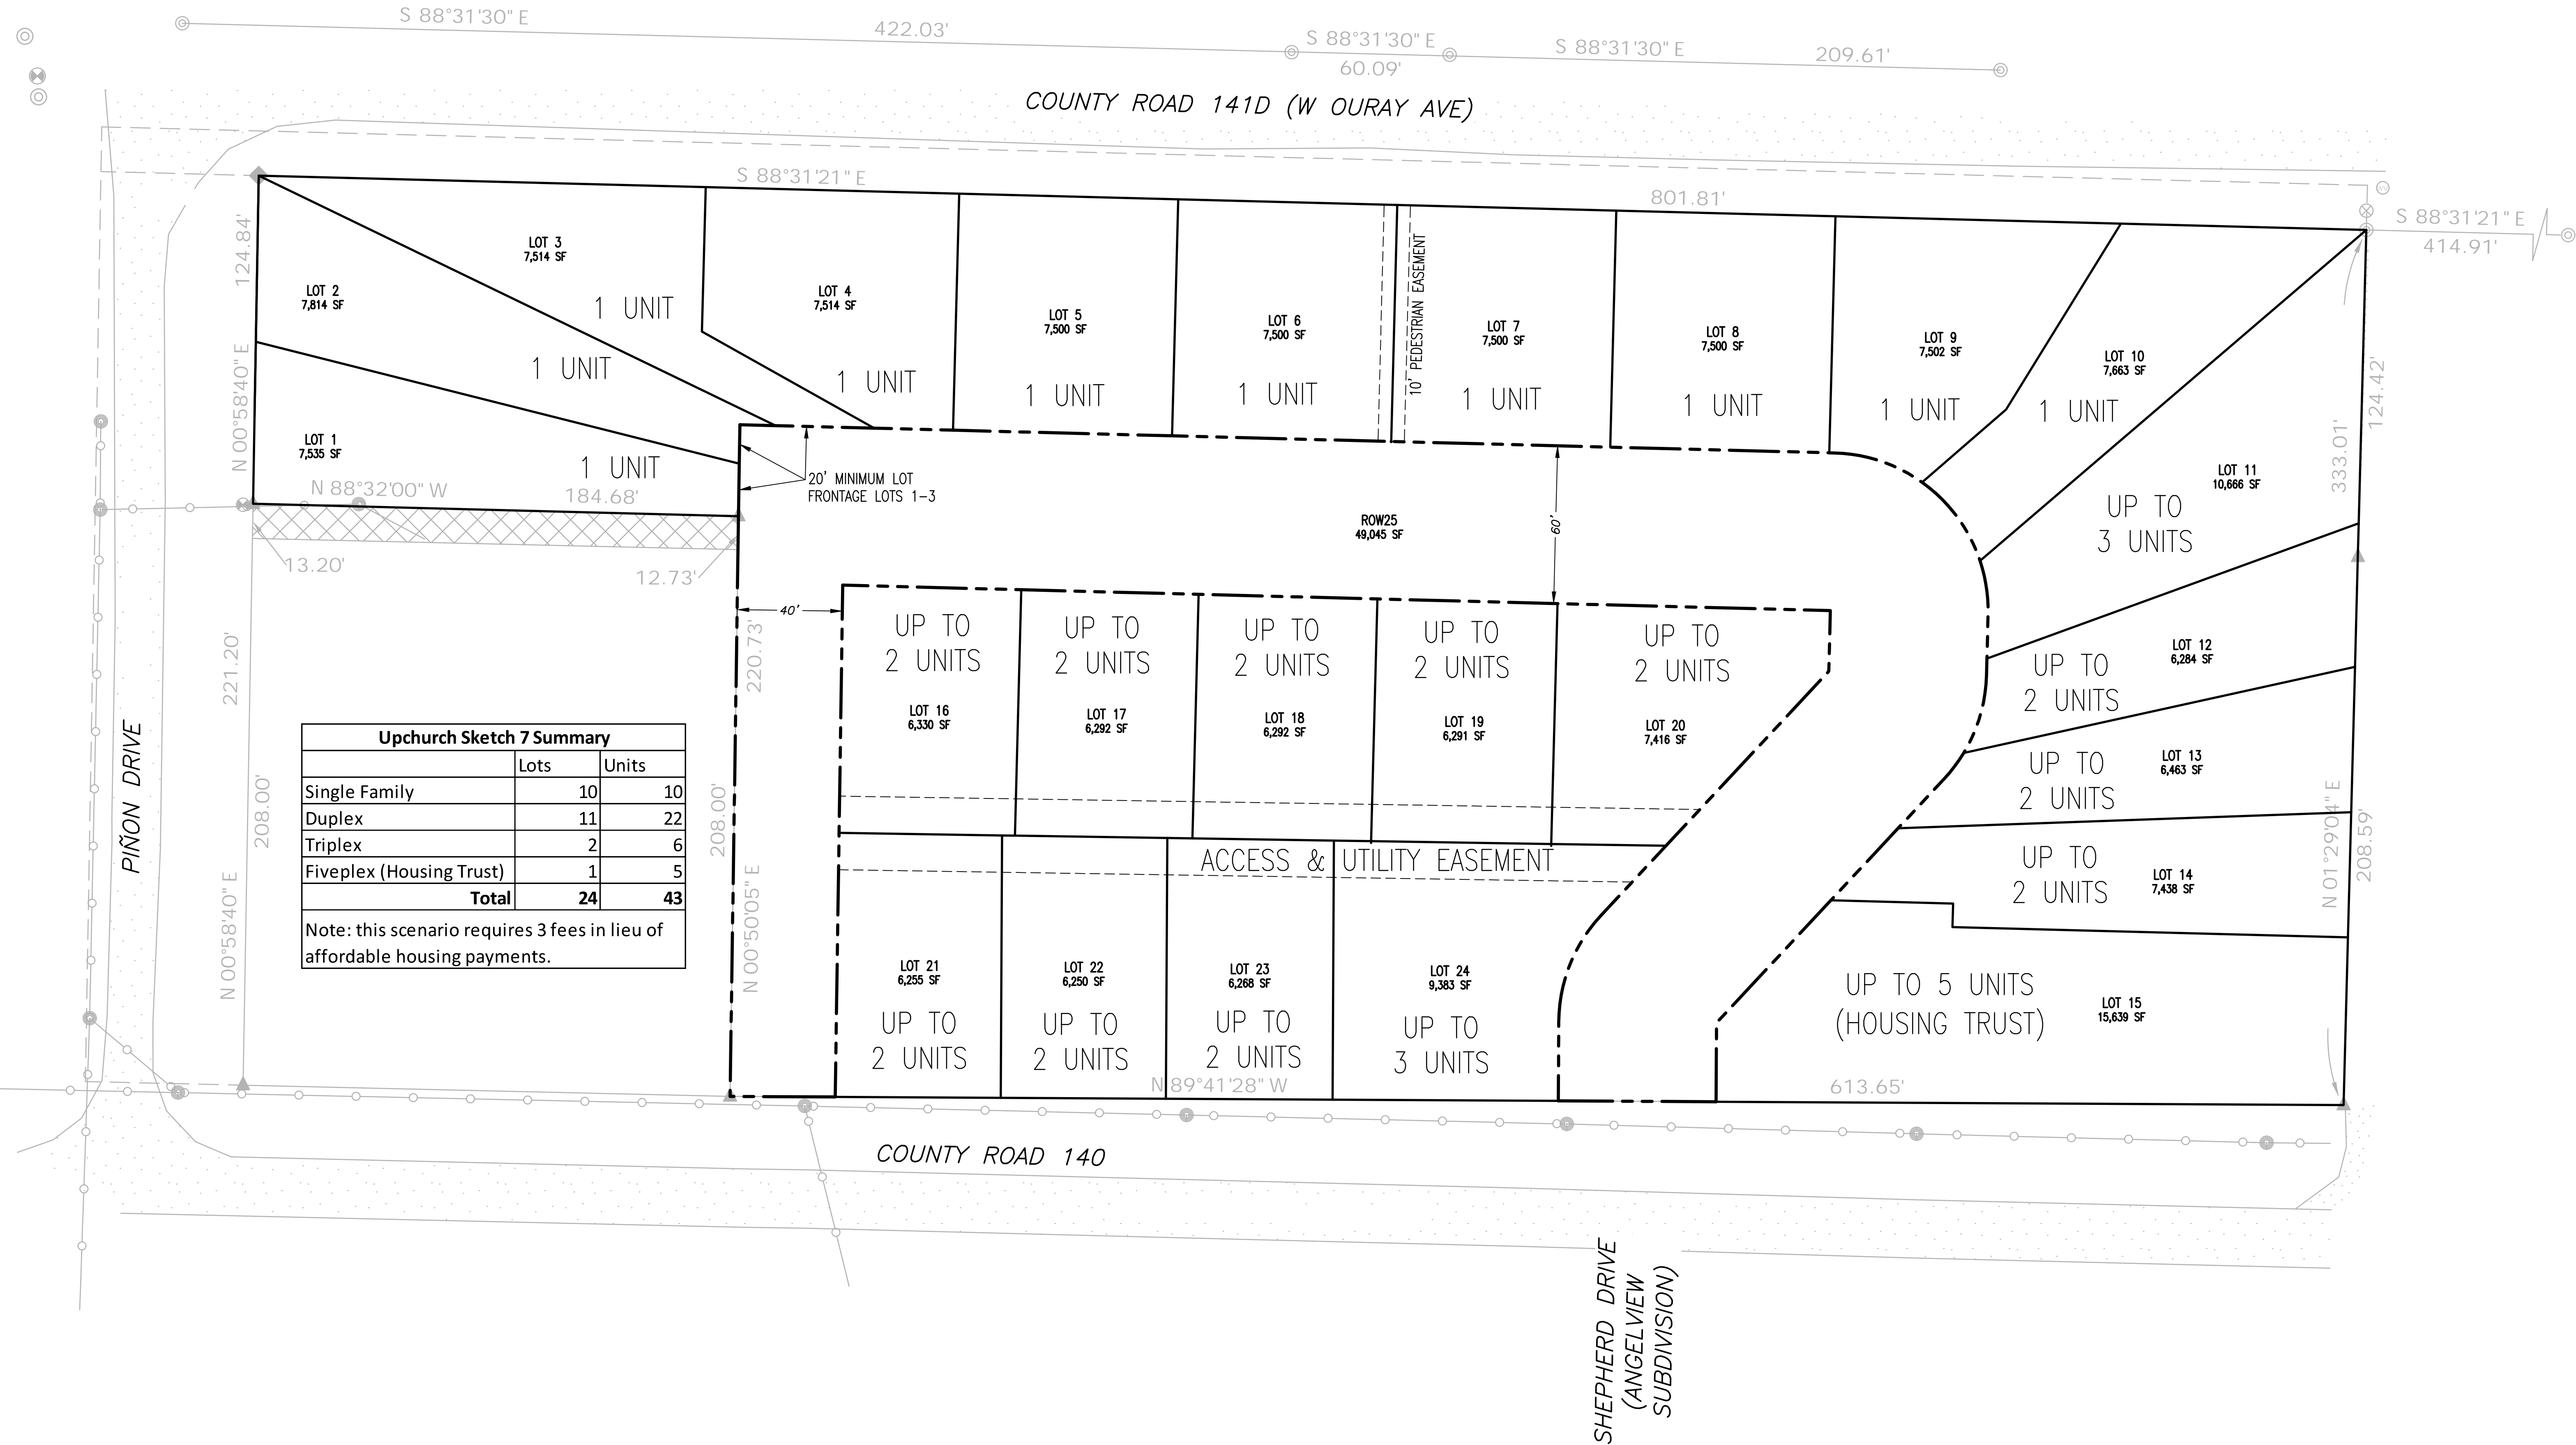 S 88°31'30" E
422.03'
S 88°31'30" E
60.09'
S 88°31'30" E
209.61'
COUNTY ROAD 141D (W OURAY AVE)
S 88°31'21" E
801.81'
S 88°31'21" E
414.91'
124.84'
N 00°58'40" E
LOT 3
7,514 SF
1 UNIT
LOT 2
7,814 SF
1 UNIT
LOT 1
7,535 SF
1 UNIT
LOT 4
7,514 SF
1 UNIT
LOT 5
7,500 SF
1 UNIT
LOT 6
7,500 SF
1 UNIT
10' PEDESTRIAN EASEMENT
LOT 7
7,500 SF
1 UNIT
LOT 8
7,500 SF
1 UNIT
LOT 9
7,502 SF
1 UNIT
LOT 10
7,663 SF
1 UNIT
124.42'
333.01'
LOT 11
10,666 SF
UP TO
3 UNITS
N 88°32'00" W
184.68'
13.20'
12.73'
20' MINIMUM LOT
FRONTAGE LOTS 1-3
ROW25
49,045 SF
60'
40'
220.73'
221.20'
UP TO
2 UNITS
LOT 16
6,330 SF
UP TO
2 UNITS
LOT 17
6,292 SF
UP TO
2 UNITS
LOT 18
6,292 SF
UP TO
2 UNITS
LOT 19
6,291 SF
UP TO
2 UNITS
LOT 20
7,416 SF
LOT 12
6,284 SF
UP TO
2 UNITS
LOT 13
6,463 SF
UP TO
2 UNITS
UP TO
2 UNITS
LOT 14
7,438 SF
N 01°29'04" E
208.59'
PIÑON DRIVE
208.00'
N 00°58'40" E
Upchurch Sketch 7 Summary
Lots Units
Single Family 10 10
Duplex 11 22
Triplex 2 6
Fiveplex (Housing Trust) 1 5
Total 24 43
Note: this scenario requires 3 fees in lieu of
affordable housing payments.
208.00'
N 00°50'05" E
ACCESS & UTILITY EASEMENT
LOT 21
6,255 SF
UP TO
2 UNITS
LOT 22
6,250 SF
UP TO
2 UNITS
LOT 23
6,268 SF
UP TO
2 UNITS
LOT 24
9,383 SF
UP TO
3 UNITS
UP TO 5 UNITS
(HOUSING TRUST)
LOT 15
15,639 SF
N 89°41'28" W
613.65'
COUNTY ROAD 140
SHEPHERD DRIVE
(ANGELVIEW
SUBDIVISION)